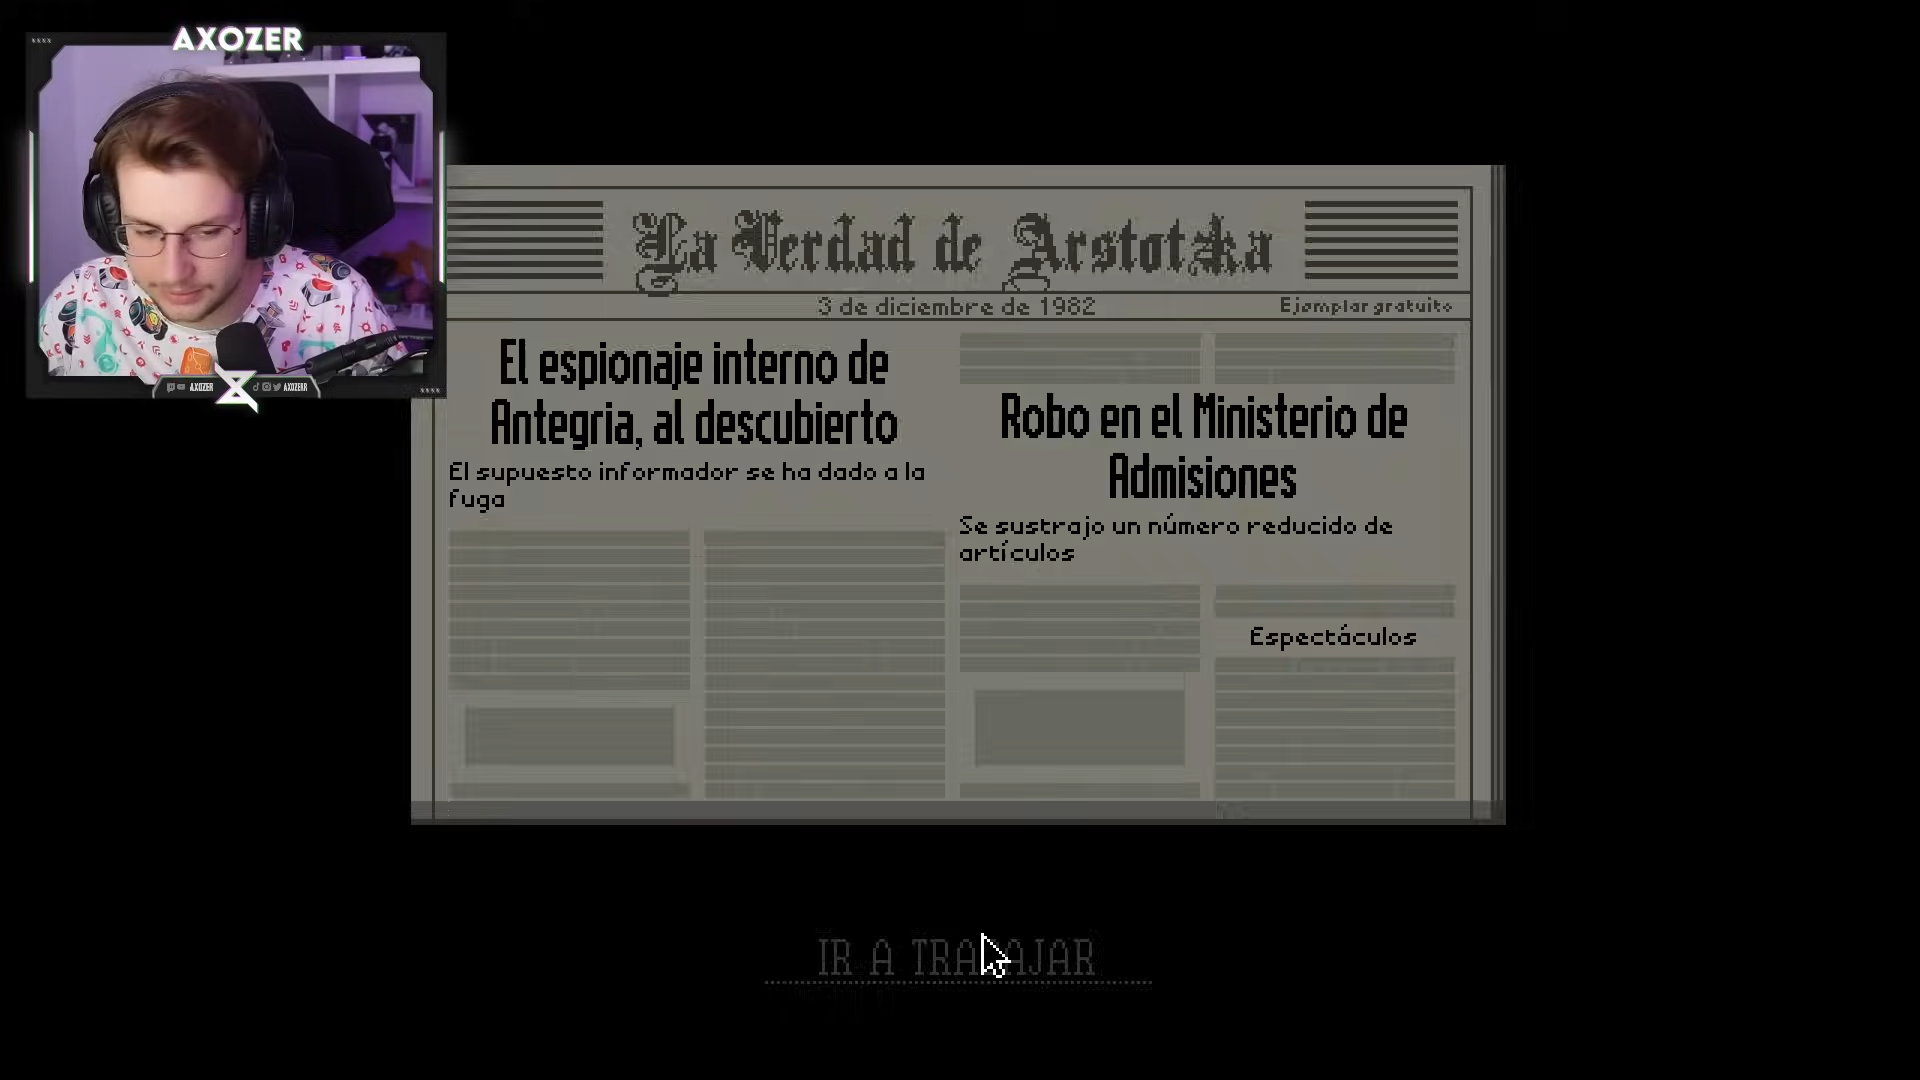 AXOZER
La Verdad de Arstotzka
3 de diciembre de 1982
Ejemplar gratuito
El espionaje interno de
Antegria, al descubierto
El supuesto informador se ha dado a la
fuga
Robo en el Ministerio de
Admisiones
Se sustrajo un número reducido de
artículos
Espectáculos
AXOZER
AXOZERR
IR A TRABAJAR